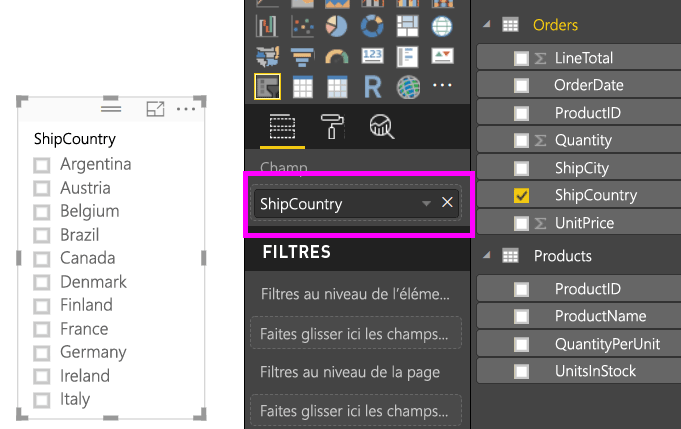 ShipCountry
Argentina
Austria
Belgium
Brazil
Canada
Denmark
Finland
France
Germany
Ireland
Italy
123
R
Champ
ShipCountry
FILTRES
Filtres au niveau de l'éléme...
Faites glisser ici les champs...
Filtres au niveau de la page
Faites glisser ici les champs...
Orders
Σ LineTotal
OrderDate
ProductID
Σ Quantity
ShipCity
ShipCountry
Σ UnitPrice
Products
ProductID
ProductName
QuantityPerUnit
UnitsInStock